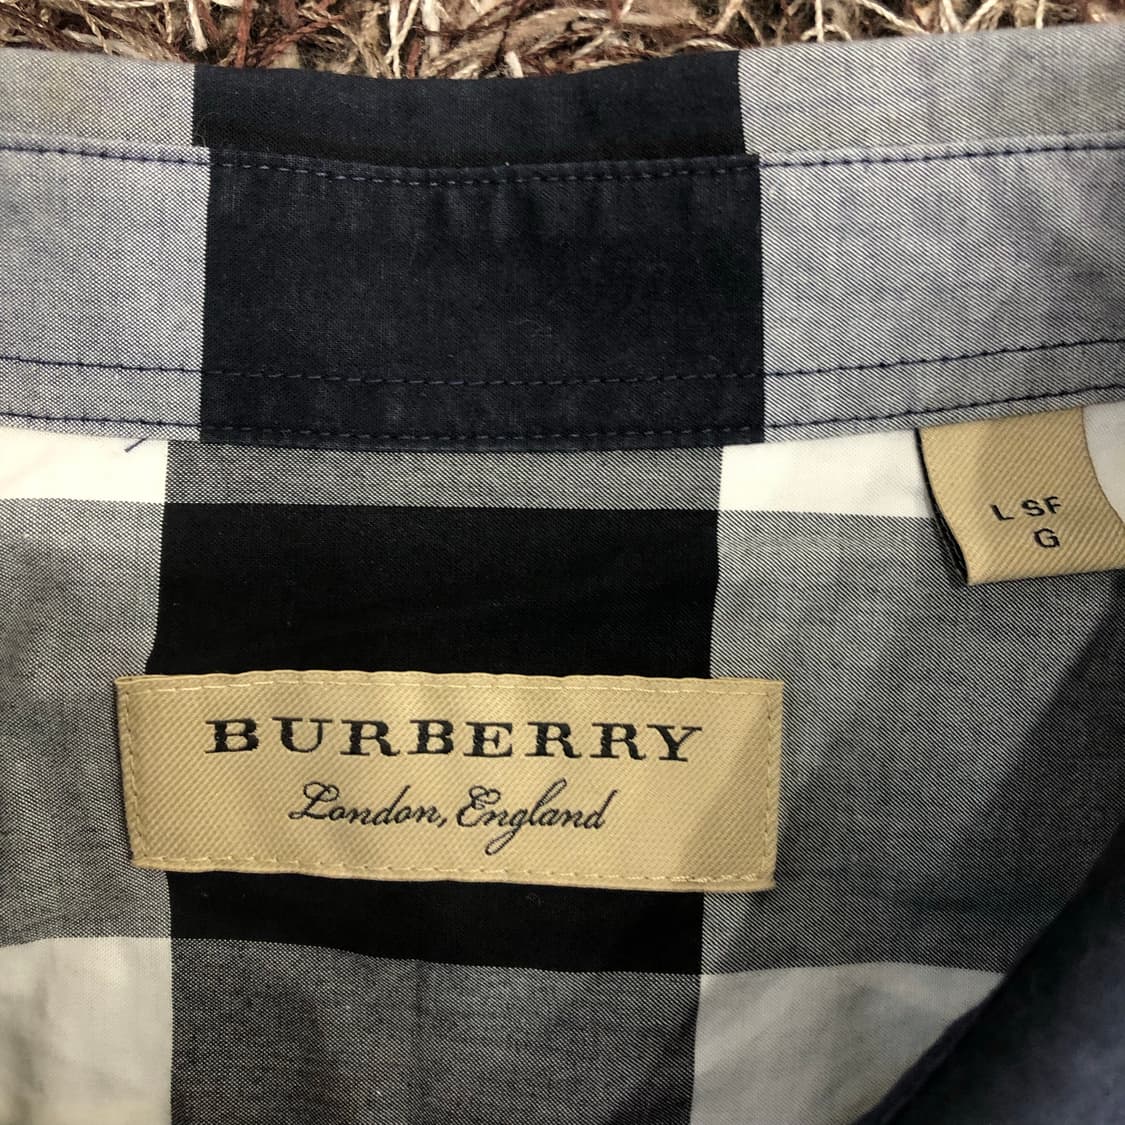 L SF
G
BURBERRY
London, England